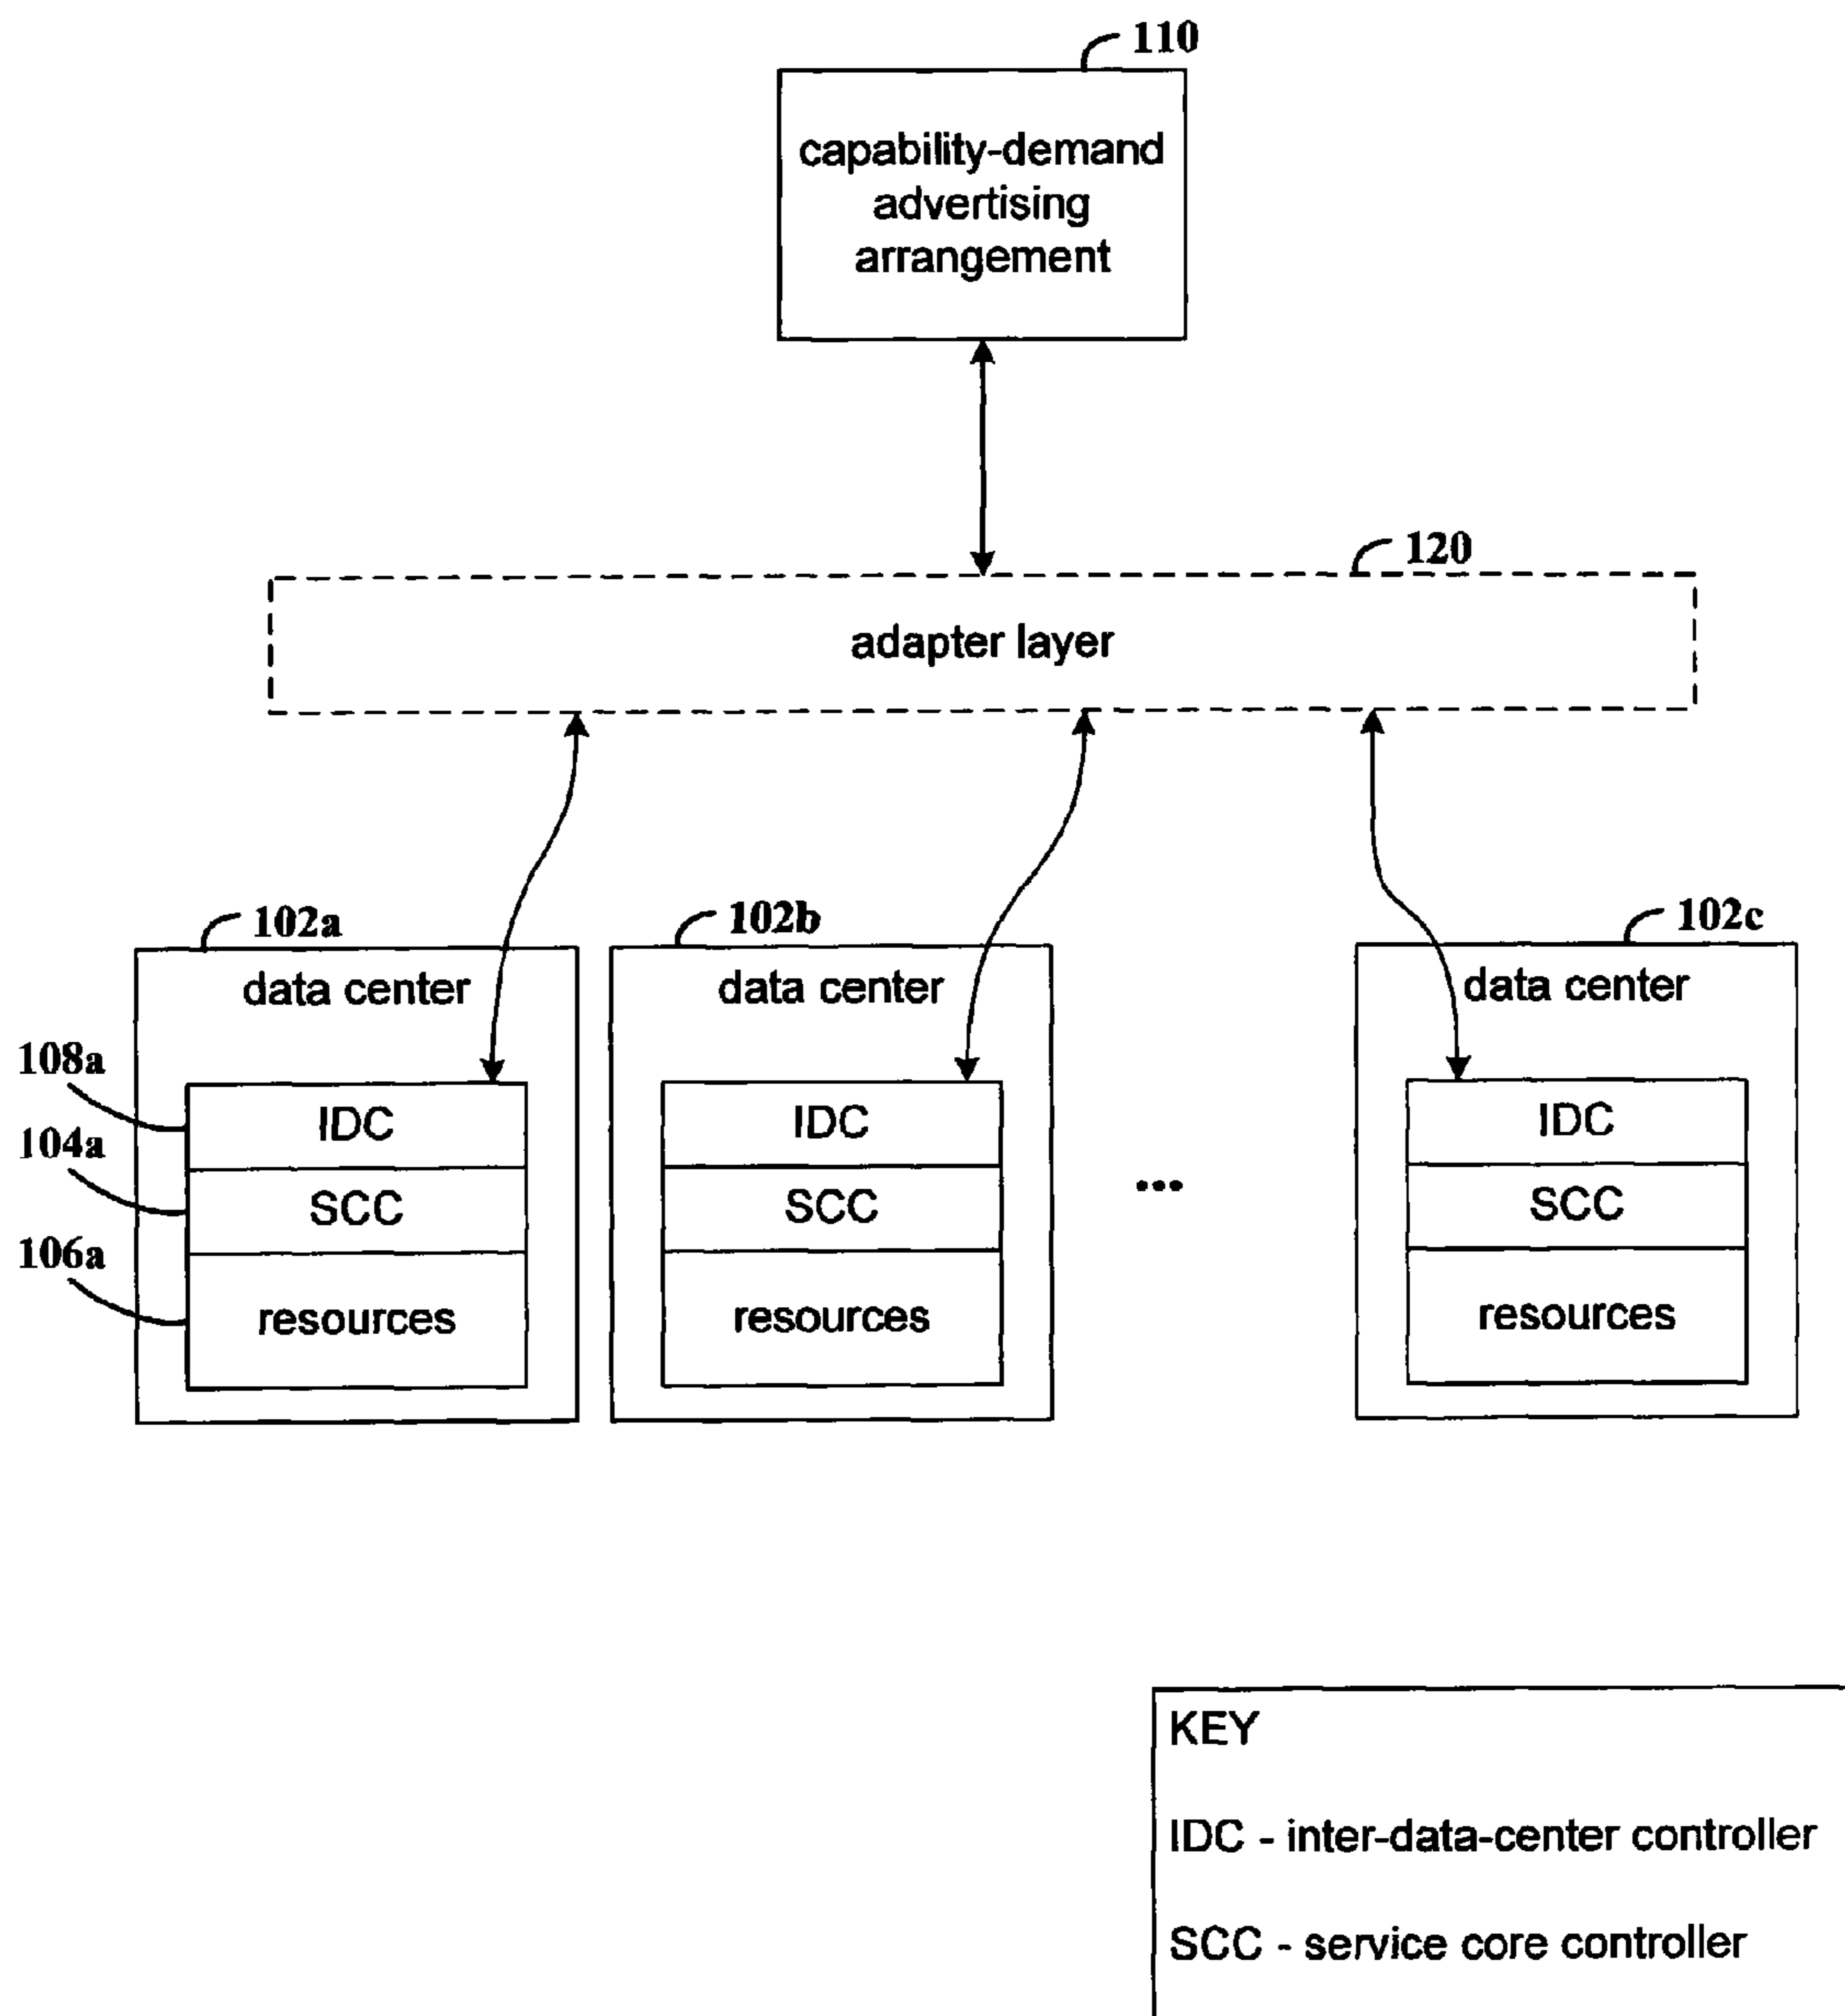 110
capability-demand
advertising
arrangement
120
adapter layer
102a
102b
102c
data center
data center
data center
108a
104a
106a
IDC
SCC
resources
IDC
SCC
resources
...
IDC
SCC
resources
KEY
IDC - inter-data-center controller
SCC - service core controller